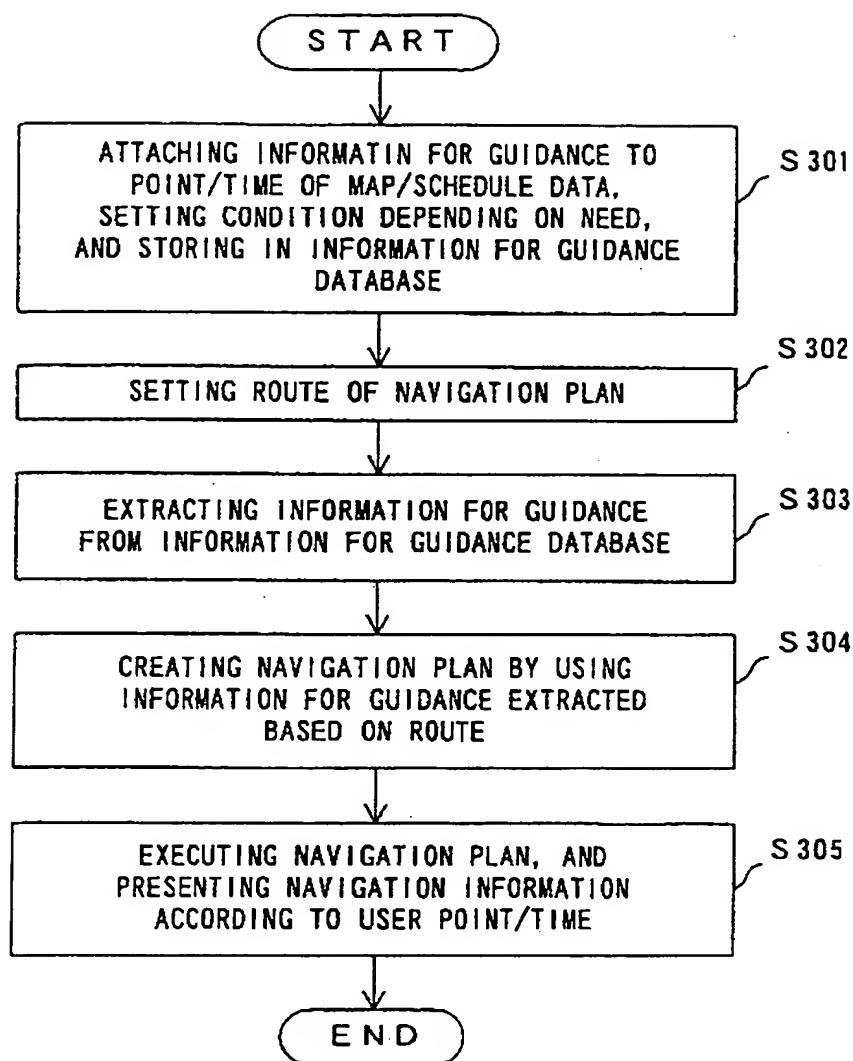 START
ATTACHING INFORMATIN FOR GUIDANCE TO
POINT/TIME OF MAP/SCHEDULE DATA,
SETTING CONDITION DEPENDING ON NEED,
AND STORING IN INFORMATION FOR GUIDANCE
DATABASE
S301
SETTING ROUTE OF NAVIGATION PLAN
S302
EXTRACTING INFORMATION FOR GUIDANCE
FROM INFORMATION FOR GUIDANCE DATABASE
S303
CREATING NAVIGATION PLAN BY USING
INFORMATION FOR GUIDANCE EXTRACTED
BASED ON ROUTE
S304
EXECUTING NAVIGATION PLAN, AND
PRESENTING NAVIGATION INFORMATION
ACCORDING TO USER POINT/TIME
S305
END